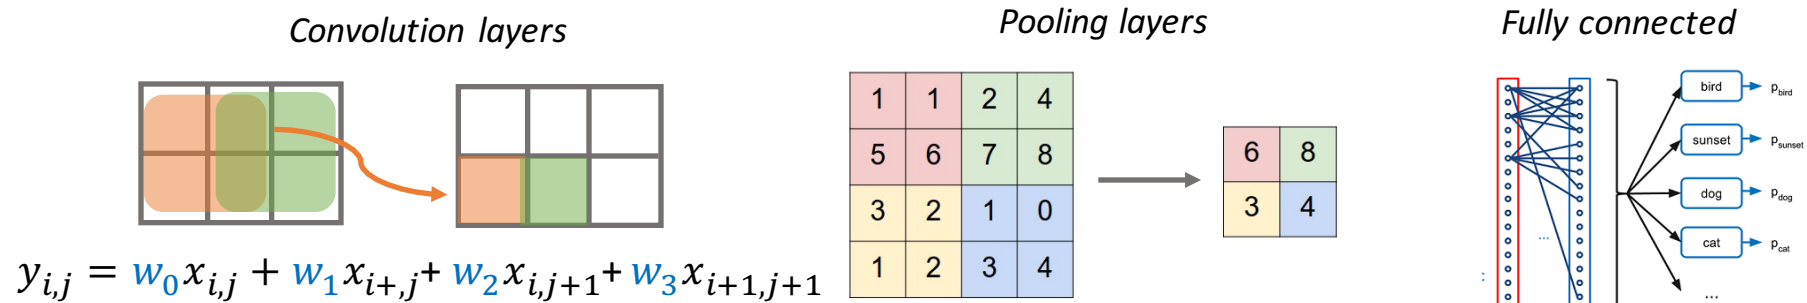 Convolution layers
y_{i,j} = w_0 x_{i,j} + w_1 x_{i+,j} + w_2 x_{i,j+1} + w_3 x_{i+1,j+1}
Pooling layers
1 1 2 4
5 6 7 8
3 2 1 0
1 2 3 4
6 8
3 4
Fully connected
bird p_bird
sunset p_sunset
dog p_dog
cat p_cat
...
...
: